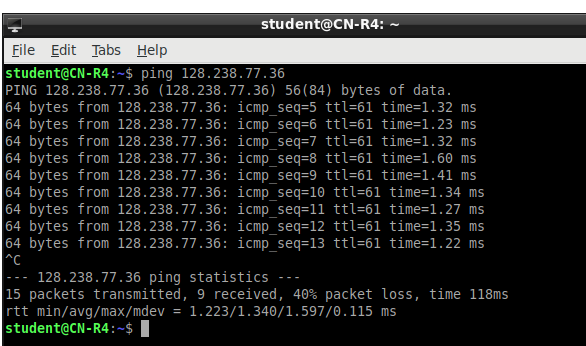 student@CN-R4: ~
File Edit Tabs Help
student@CN-R4:~$ ping 128.238.77.36
PING 128.238.77.36 (128.238.77.36) 56(84) bytes of data.
64 bytes from 128.238.77.36: icmp_seq=5 ttl=61 time=1.32 ms
64 bytes from 128.238.77.36: icmp_seq=6 ttl=61 time=1.23 ms
64 bytes from 128.238.77.36: icmp_seq=7 ttl=61 time=1.32 ms
64 bytes from 128.238.77.36: icmp_seq=8 ttl=61 time=1.60 ms
64 bytes from 128.238.77.36: icmp_seq=9 ttl=61 time=1.41 ms
64 bytes from 128.238.77.36: icmp_seq=10 ttl=61 time=1.34 ms
64 bytes from 128.238.77.36: icmp_seq=11 ttl=61 time=1.27 ms
64 bytes from 128.238.77.36: icmp_seq=12 ttl=61 time=1.35 ms
64 bytes from 128.238.77.36: icmp_seq=13 ttl=61 time=1.22 ms
^C
--- 128.238.77.36 ping statistics ---
15 packets transmitted, 9 received, 40% packet loss, time 118ms
rtt min/avg/max/mdev = 1.223/1.340/1.597/0.115 ms
student@CN-R4:~$